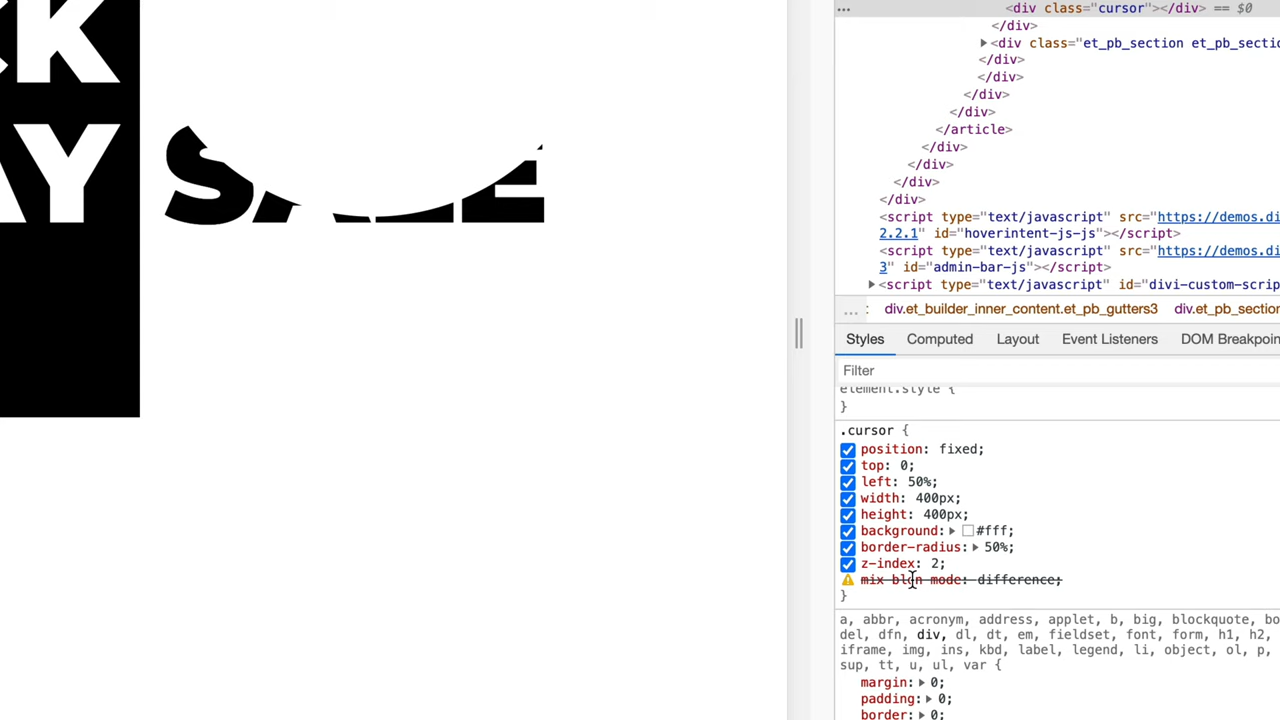 CK
AY SALE
… <div class="cursor"></div> == $0
</div>
▶<div class="et_pb_section et_pb_sectio
</div>
</div>
</div>
</div>
</article>
</div>
</div>
</div>
</div>
<script type="text/javascript" src="https://demos.di
2.2.1" id="hoverintent-js-js"></script>
<script type="text/javascript" src="https://demos.di
3" id="admin-bar-js"></script>
▶<script type="text/javascript" id="divi-custom-scrip
… : div.et_builder_inner_content.et_pb_gutters3 div.et_pb_section
Styles Computed Layout Event Listeners DOM Breakpoin
Filter
element.style {
}
.cursor {
position: fixed;
top: 0;
left: 50%;
width: 400px;
height: 400px;
background: ▶ #fff;
border-radius: ▶ 50%;
z-index: 2;
mix-blen-mode: difference;
}
a, abbr, acronym, address, applet, b, big, blockquote, bo
del, dfn, div, dl, dt, em, fieldset, font, form, h1, h2,
iframe, img, ins, kbd, label, legend, li, object, ol, p,
sup, tt, u, ul, var {
margin: ▶ 0;
padding: ▶ 0;
border: ▶ 0;